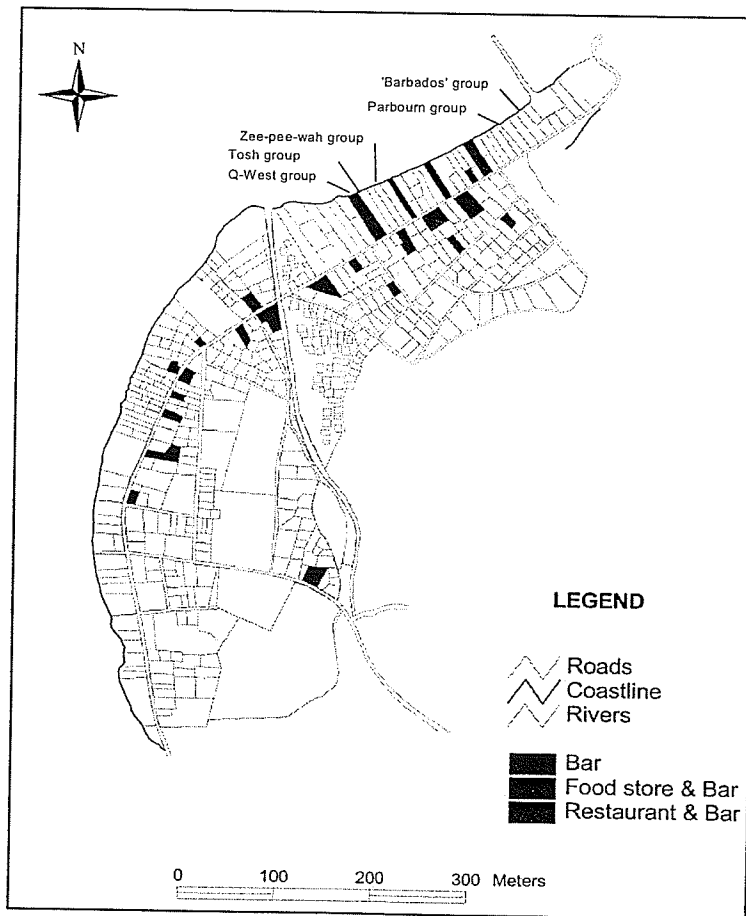 N
'Barbados' group
Parbourn group
Zee-pee-wah group
Tosh group
Q-West group
LEGEND
Roads
Coastline
Rivers
Bar
Food store & Bar
Restaurant & Bar
0 100 200 300 Meters